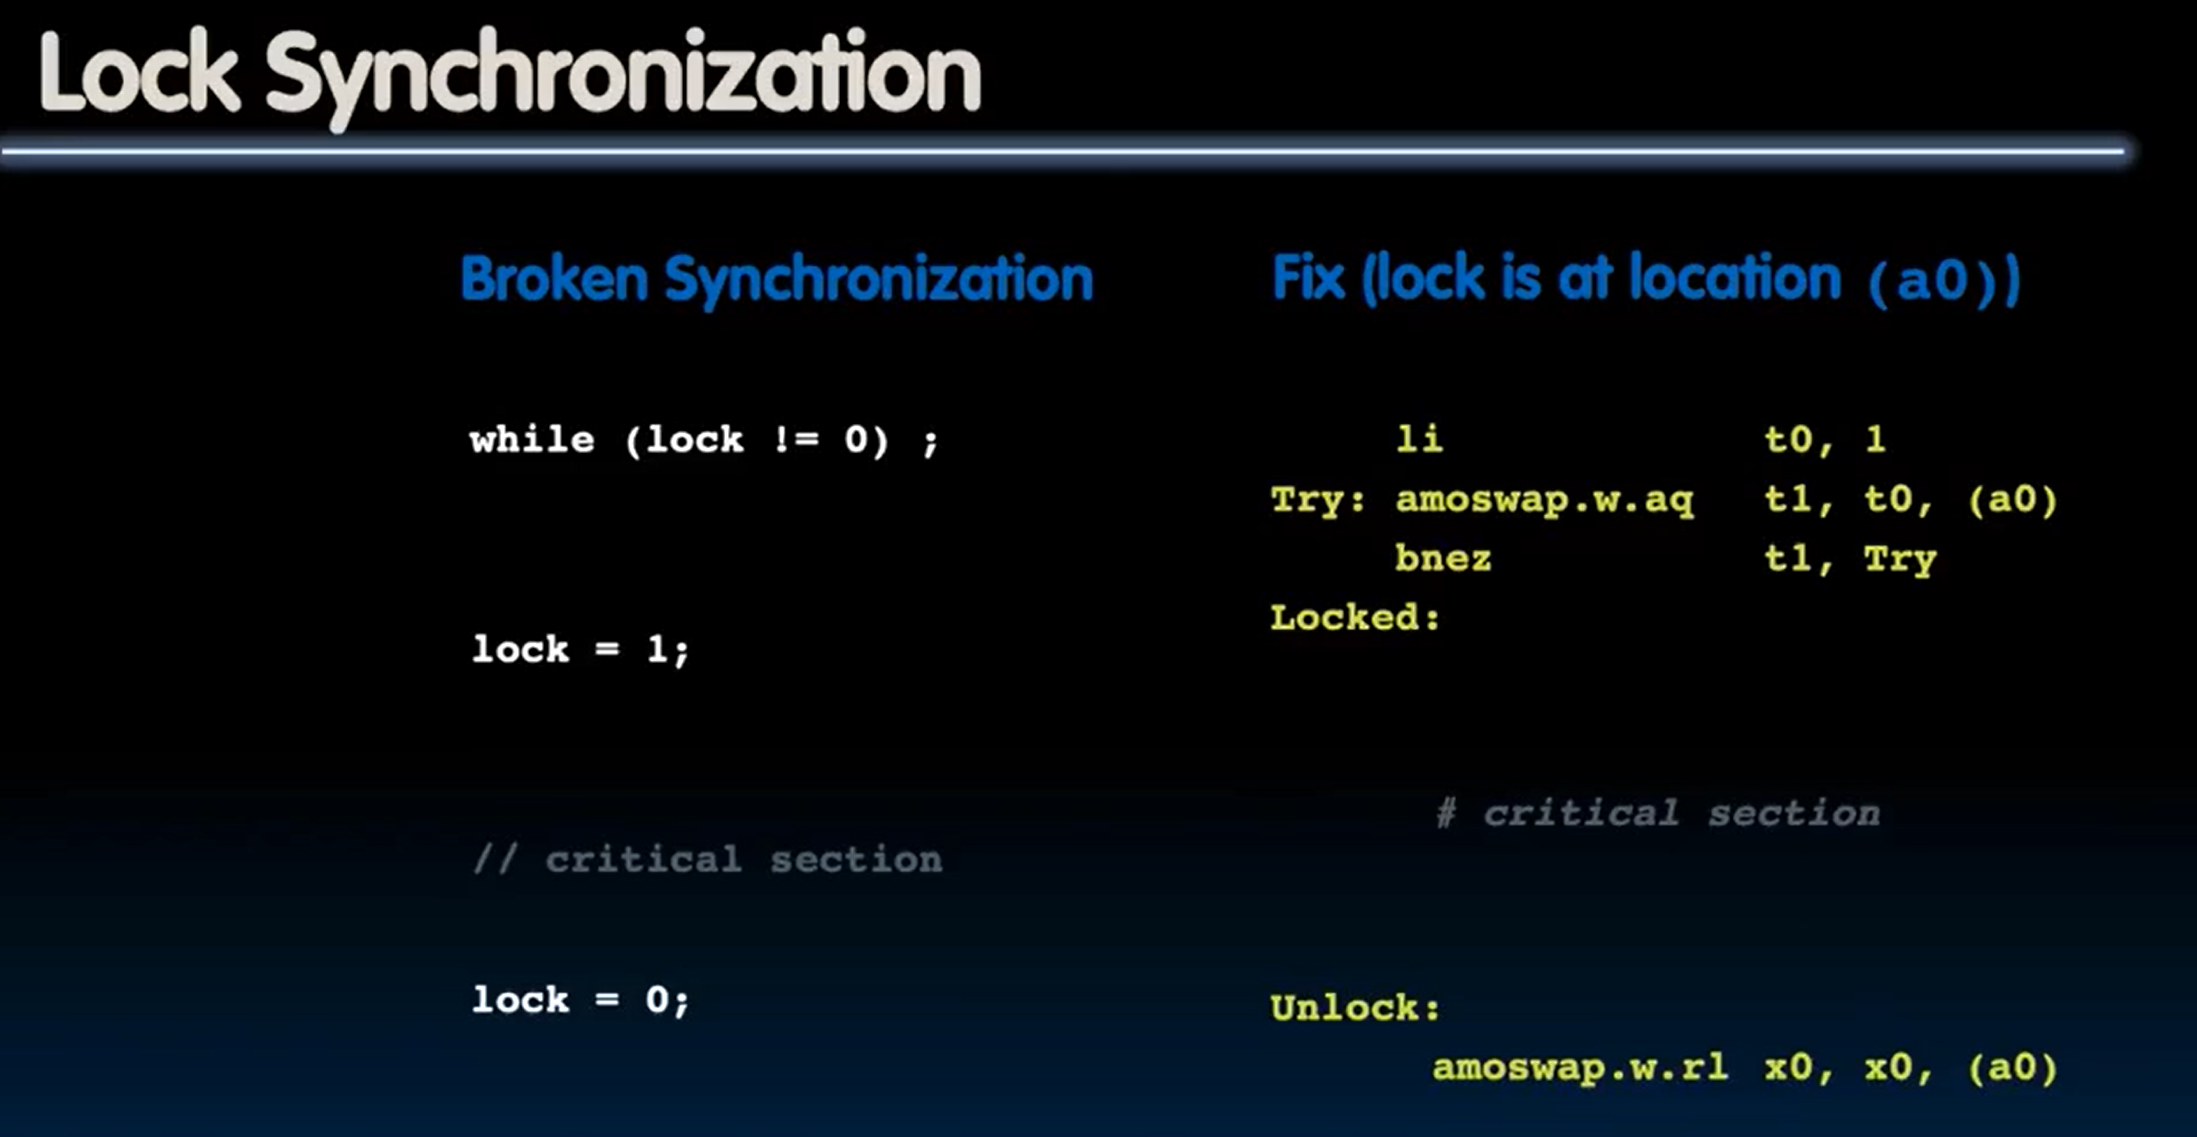 Lock Synchronization
Broken Synchronization
while (lock != 0) ;
lock = 1;
// critical section
lock = 0;
Fix (lock is at location (a0))
li t0, 1
Try: amoswap.w.aq t1, t0, (a0)
bnez t1, Try
Locked:
# critical section
Unlock:
amoswap.w.rl x0, x0, (a0)